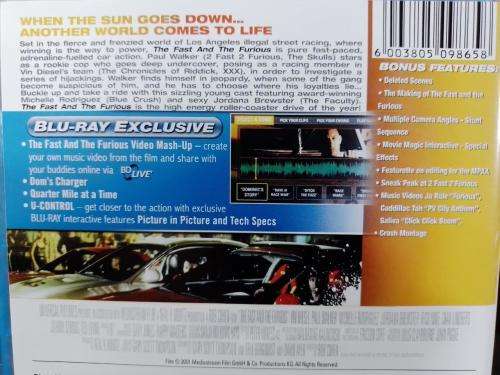 WHEN THE SUN GOES DOWN...
ANOTHER WORLD COMES TO LIFE
Set in the fierce and frenzied world of Los Angeles illegal street racing, where
winning is the way to power, The Fast And The Furious is pure fast-paced,
adrenaline-fuelled car action. Paul Walker (2 Fast 2 Furious, The Skulls) stars
as a rookie cop who goes deep undercover, posing as a racing member in
Vin Diesel's team (The Chronicles of Riddick, XXX), in order to investigate a
series of hijackings. Walker finds himself in jeopardy, when some of the gang
become suspicious of him, and he has to choose where his loyalties lie...
Buckle up and take a ride with this sizzling young cast featuring award-winning
Michelle Rodriguez (Blue Crush) and sexy Jordana Brewster (The Faculty).
The Fast And The Furious is the high energy roller-coaster drive of the year!
6003805098658
BONUS FEATURES:
• Deleted Scenes
• The Making of The Fast and the
Furious
• Multiple Camera Angles - Stunt
Sequence
• Movie Magic Interactive - Special
Effects
• Featurette on editing for the MPAA
• Sneak Peak at 2 Fast 2 Furious
• Music Videos Ja Rule "Furious",
Caddillac Tah "POV City Anthem",
Saliva "Click Click Boom",
• Crash Montage
BLU-RAY EXCLUSIVE
• The Fast And The Furious Video Mash-Up – create
your own music video from the film and share with
your buddies online via BD LIVE
• Dom's Charger
• Quarter Mile at a Time
• U-CONTROL – get closer to the action with exclusive
BLU-RAY interactive features Picture in Picture and Tech Specs
Film © 2001 Mediastream Film GmbH & Co. Productions KG. All Rights